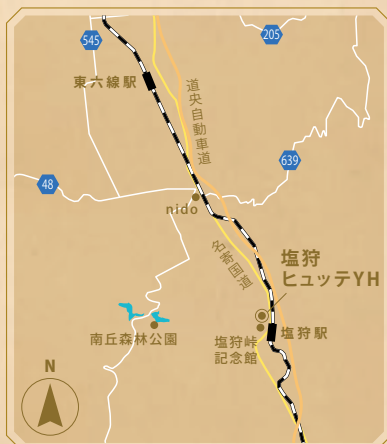 205
545
東六線駅
道央自動車道
639
48
nido
名寄国道
塩狩
ヒュッテYH
塩狩駅
塩狩峠
記念館
南丘森林公園
N